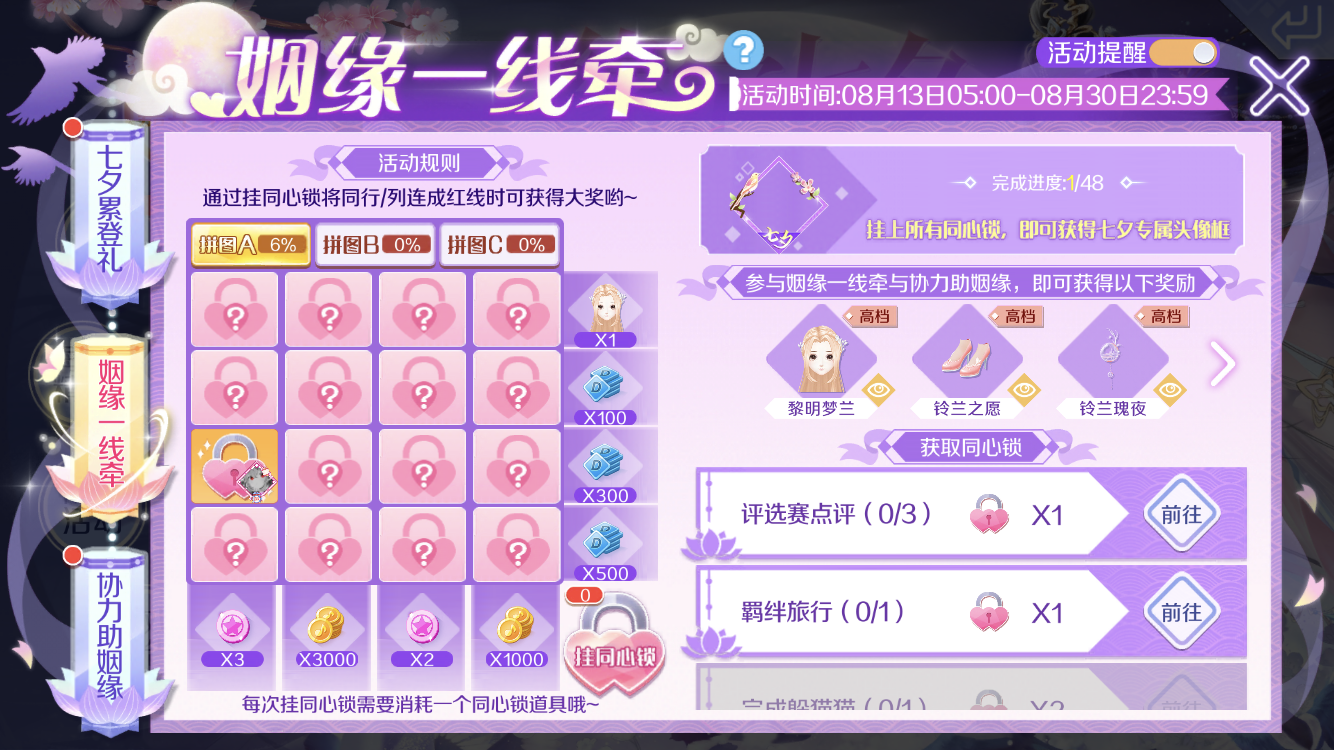 姻缘一线牵
?
活动提醒
活动时间:08月13日05:00-08月30日23:59
七夕累登礼
姻缘一线牵
活动
协力助姻缘
活动规则
通过挂同心锁将同行/列连成红线时可获得大奖哟~
拼图A 6%
拼图B 0%
拼图C 0%
? ? ? ?
X1
? ? ? ?
X100
? ? ?
X300
? ? ? ?
X500
X3
X3000
X2
X1000
0
挂同心锁
每次挂同心锁需要消耗一个同心锁道具哦~
七夕
完成进度:1/48
挂上所有同心锁，即可获得七夕专属头像框
参与姻缘一线牵与协力助姻缘，即可获得以下奖励
高档
高档
高档
黎明梦兰
铃兰之愿
铃兰瑰夜
获取同心锁
评选赛点评（0/3）
X1
前往
羁绊旅行（0/1）
X1
前往
完成躲猫猫（0/1）
X2
前往